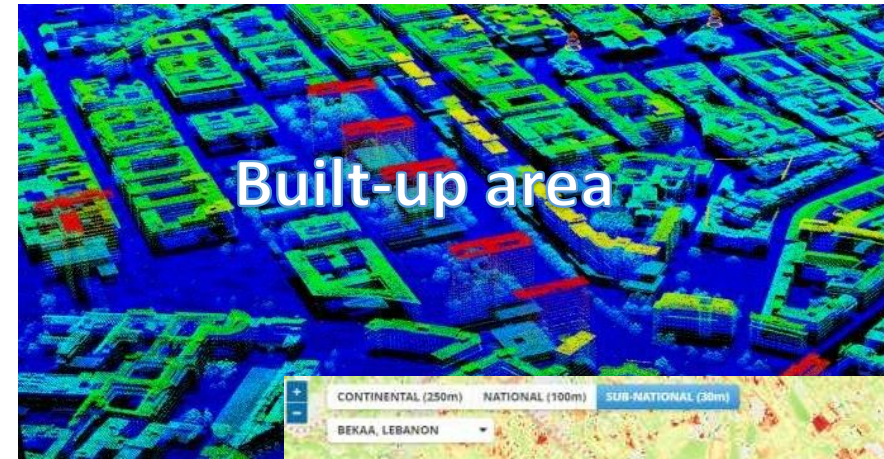 Built-up area
+
CONTINENTAL (250m) NATIONAL (100m) SUB-NATIONAL (30m)
-
BEKAA, LEBANON